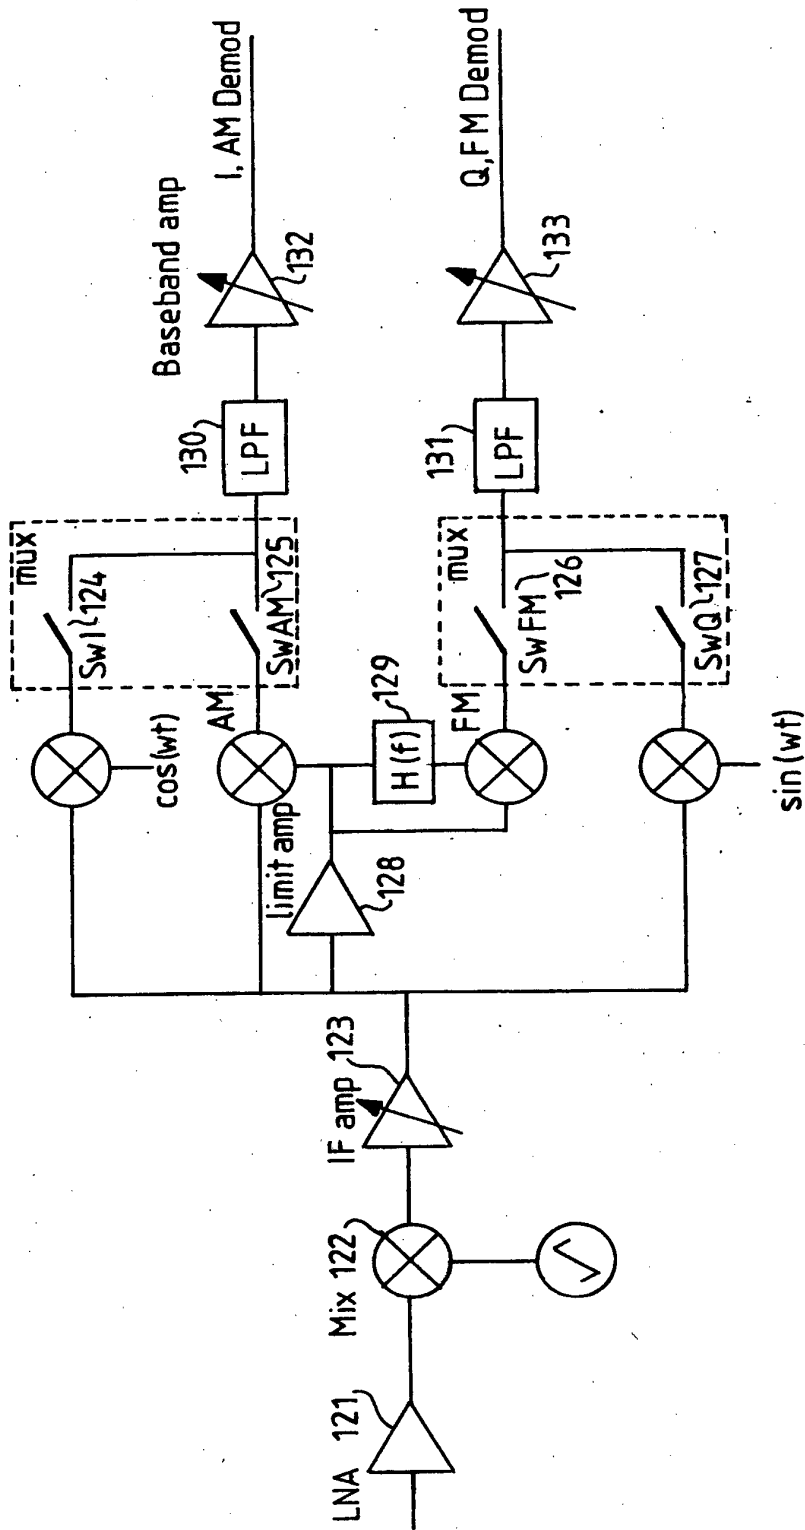 LNA 121
Mix 122
IF amp 123
limit amp
128
cos(wt)
AM
H(f)
129
FM
sin(wt)
mux
SwI 124
SwAM 125
mux
SwFM
126
SwQ 127
130
LPF
131
LPF
Baseband amp
132
133
I, AM Demod
Q,FM Demod